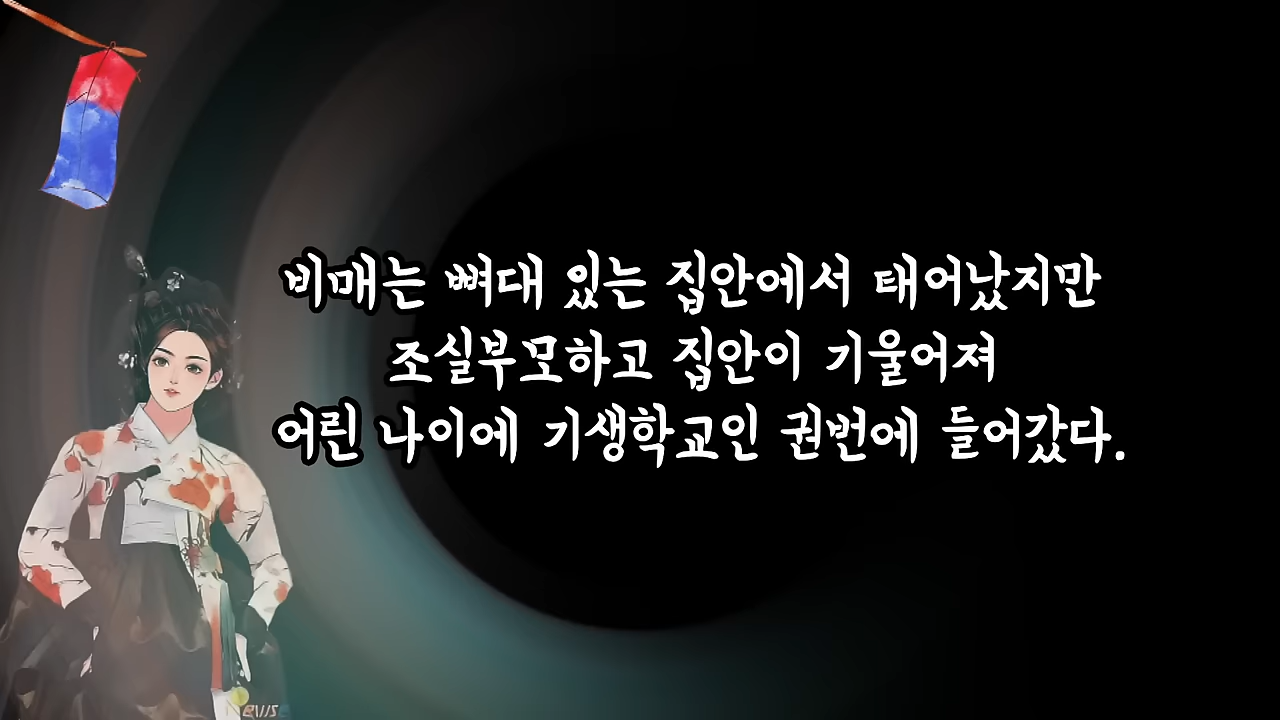 비매는 뼈대 있는 집안에서 태어났지만
조실부모하고 집안이 기울어져
어린 나이에 기생학교인 권번에 들어갔다.